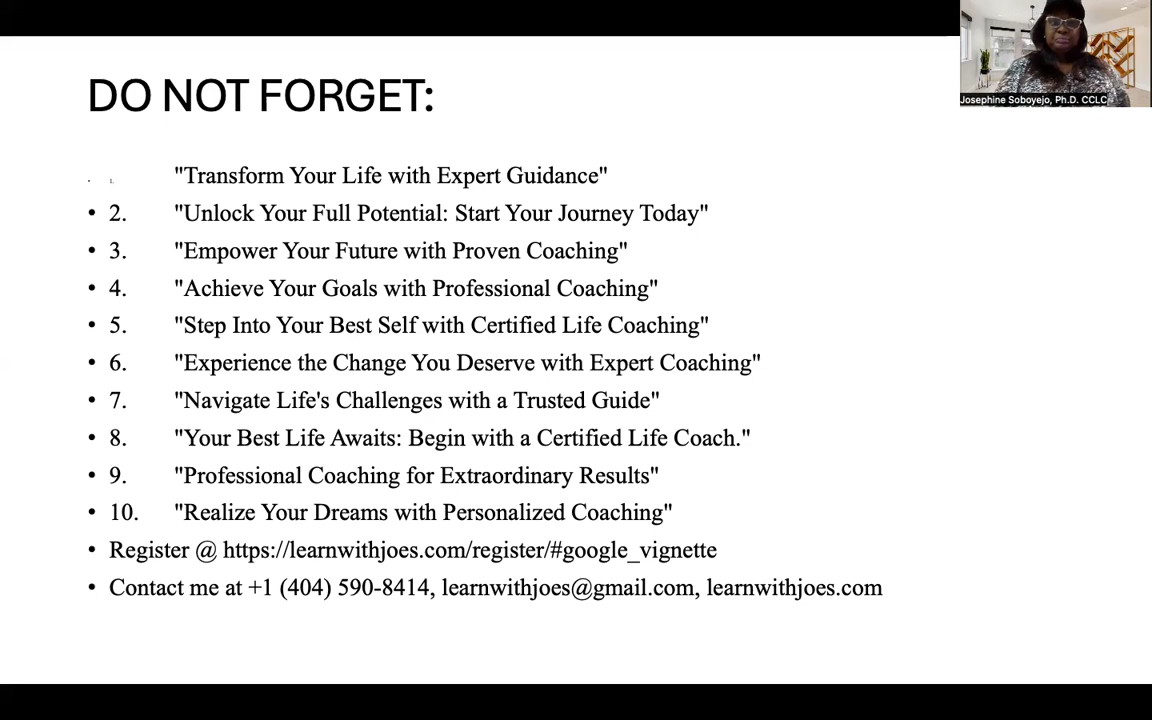 Josephine Soboyejo, Ph.D. CCLC
DO NOT FORGET:
• 1. "Transform Your Life with Expert Guidance"
• 2. "Unlock Your Full Potential: Start Your Journey Today"
• 3. "Empower Your Future with Proven Coaching"
• 4. "Achieve Your Goals with Professional Coaching"
• 5. "Step Into Your Best Self with Certified Life Coaching"
• 6. "Experience the Change You Deserve with Expert Coaching"
• 7. "Navigate Life's Challenges with a Trusted Guide"
• 8. "Your Best Life Awaits: Begin with a Certified Life Coach."
• 9. "Professional Coaching for Extraordinary Results"
• 10. "Realize Your Dreams with Personalized Coaching"
• Register @ https://learnwithjoes.com/register/#google_vignette
• Contact me at +1 (404) 590-8414, learnwithjoes@gmail.com, learnwithjoes.com